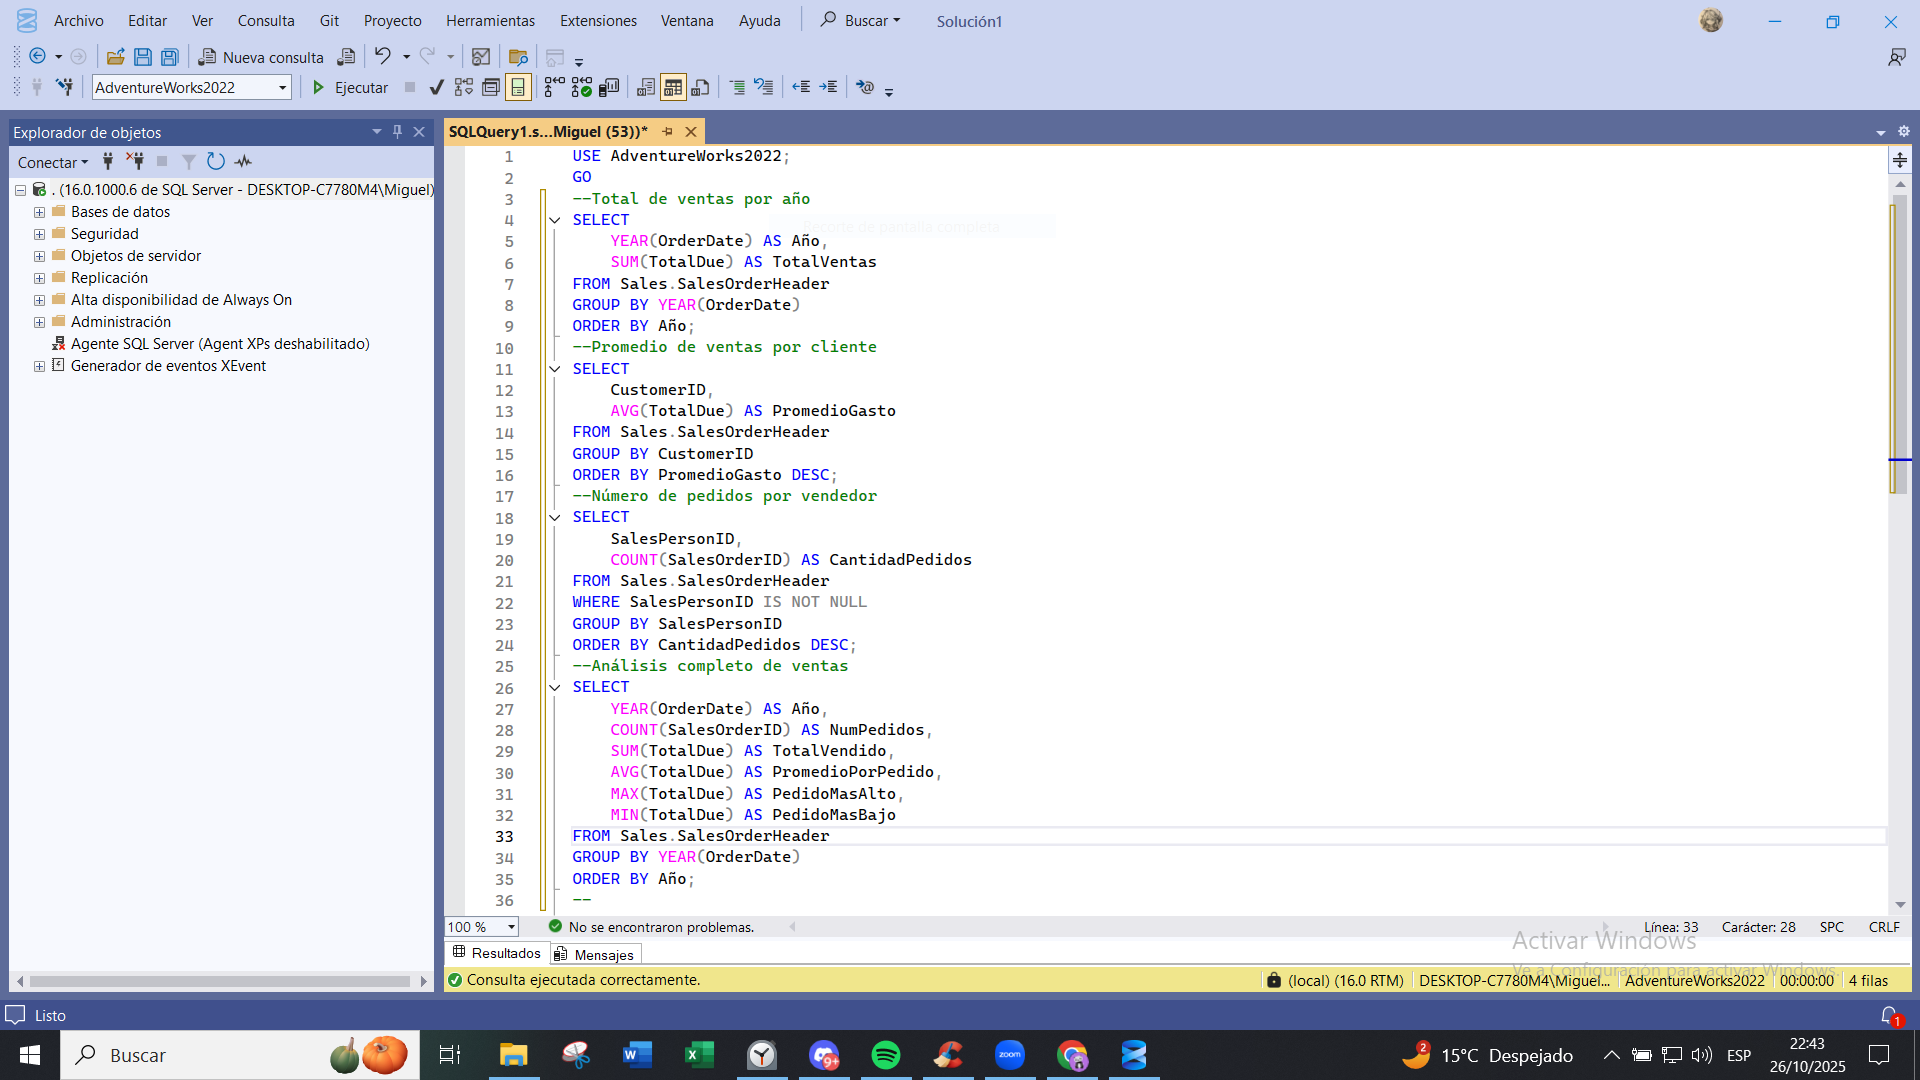 Archivo Editar Ver Consulta Git Proyecto Herramientas Extensiones Ventana Ayuda Buscar Solución1
Nueva consulta
AdventureWorks2022 Ejecutar
Explorador de objetos
Conectar
. (16.0.1000.6 de SQL Server - DESKTOP-C7780M4\Miguel)
Bases de datos
Seguridad
Objetos de servidor
Replicación
Alta disponibilidad de Always On
Administración
Agente SQL Server (Agent XPs deshabilitado)
Generador de eventos XEvent
SQLQuery1.s...Miguel (53))*
1 USE AdventureWorks2022;
2 GO
3 --Total de ventas por año
4 SELECT
Recorte de pantalla completa
5 YEAR(OrderDate) AS Año,
6 SUM(TotalDue) AS TotalVentas
7 FROM Sales.SalesOrderHeader
8 GROUP BY YEAR(OrderDate)
9 ORDER BY Año;
10 --Promedio de ventas por cliente
11 SELECT
12 CustomerID,
13 AVG(TotalDue) AS PromedioGasto
14 FROM Sales.SalesOrderHeader
15 GROUP BY CustomerID
16 ORDER BY PromedioGasto DESC;
17 --Número de pedidos por vendedor
18 SELECT
19 SalesPersonID,
20 COUNT(SalesOrderID) AS CantidadPedidos
21 FROM Sales.SalesOrderHeader
22 WHERE SalesPersonID IS NOT NULL
23 GROUP BY SalesPersonID
24 ORDER BY CantidadPedidos DESC;
25 --Análisis completo de ventas
26 SELECT
27 YEAR(OrderDate) AS Año,
28 COUNT(SalesOrderID) AS NumPedidos,
29 SUM(TotalDue) AS TotalVendido,
30 AVG(TotalDue) AS PromedioPorPedido,
31 MAX(TotalDue) AS PedidoMasAlto,
32 MIN(TotalDue) AS PedidoMasBajo
33 FROM Sales.SalesOrderHeader
34 GROUP BY YEAR(OrderDate)
35 ORDER BY Año;
36 --
100 % No se encontraron problemas. Línea: 33 Carácter: 28 SPC CRLF
Activar Windows
Ve a Configuración para activar Windows.
Resultados Mensajes
Consulta ejecutada correctamente. (local) (16.0 RTM) DESKTOP-C7780M4\Miguel... AdventureWorks2022 00:00:00 4 filas
Listo 1
Buscar 9+ zoom 2 15°C Despejado ESP 22:43
26/10/2025